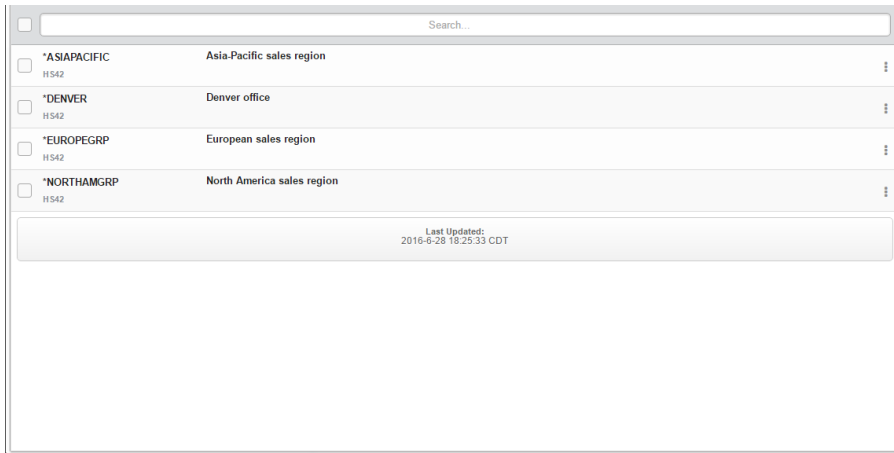 Search...
*ASIAPACIFIC Asia-Pacific sales region
HS42
*DENVER Denver office
HS42
*EUROPEGRP European sales region
HS42
*NORTHAMGRP North America sales region
HS42
Last Updated:
2016-6-28 18:25:33 CDT